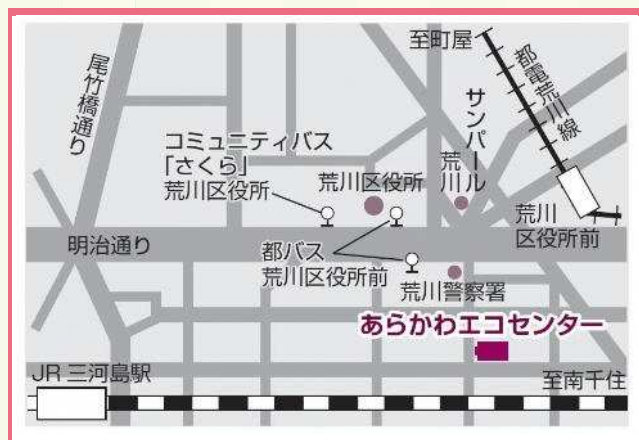 至町屋
都電荒川線
尾竹橋通り
サンパール
荒川
コミュニティバス
「さくら」
荒川区役所
荒川区役所
荒川
区役所前
明治通り
都バス
荒川区役所前
荒川警察署
あらかわエコセンター
JR 三河島駅
至南千住